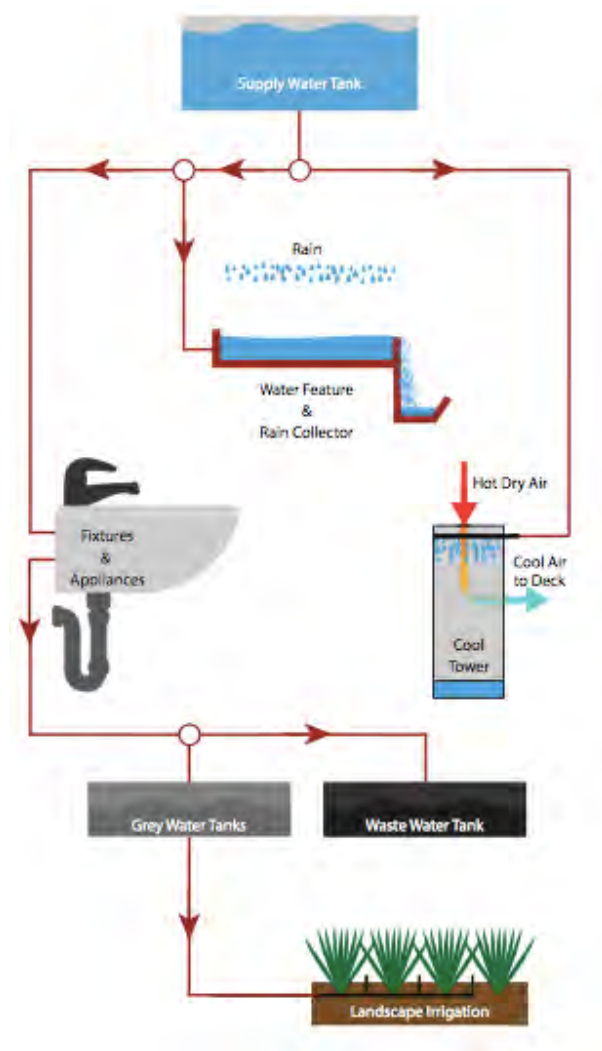 Supply Water Tank
Rain
Water Feature
&
Rain Collector
Hot Dry Air
Fixtures
&
Appliances
Cool Air
to Deck
Cool
Tower
Grey Water Tanks
Waste Water Tank
Landscape Irrigation